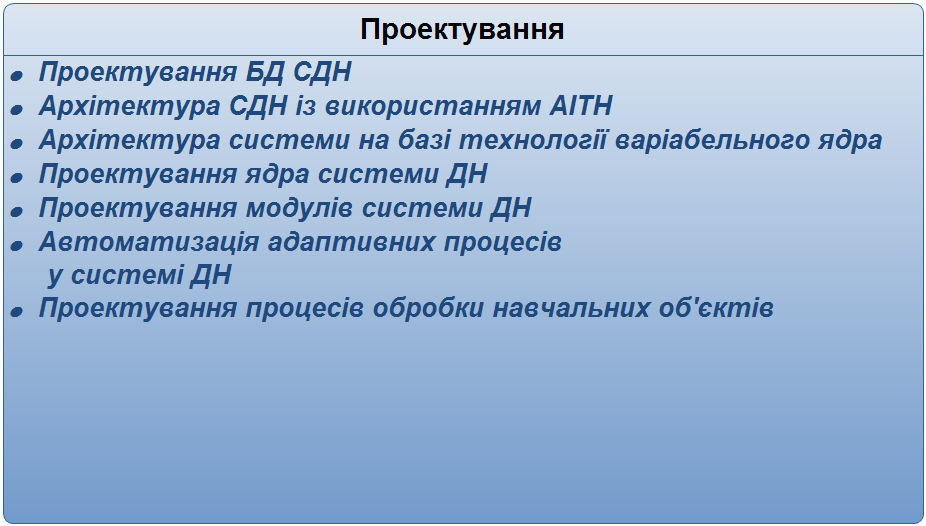 Проектування
● Проектування БД СДН
● Архітектура СДН із використанням АІТН
● Архітектура системи на базі технології варіабельного ядра
● Проектування ядра системи ДН
● Проектування модулів системи ДН
● Автоматизація адаптивних процесів
у системі ДН
● Проектування процесів обробки навчальних об'єктів